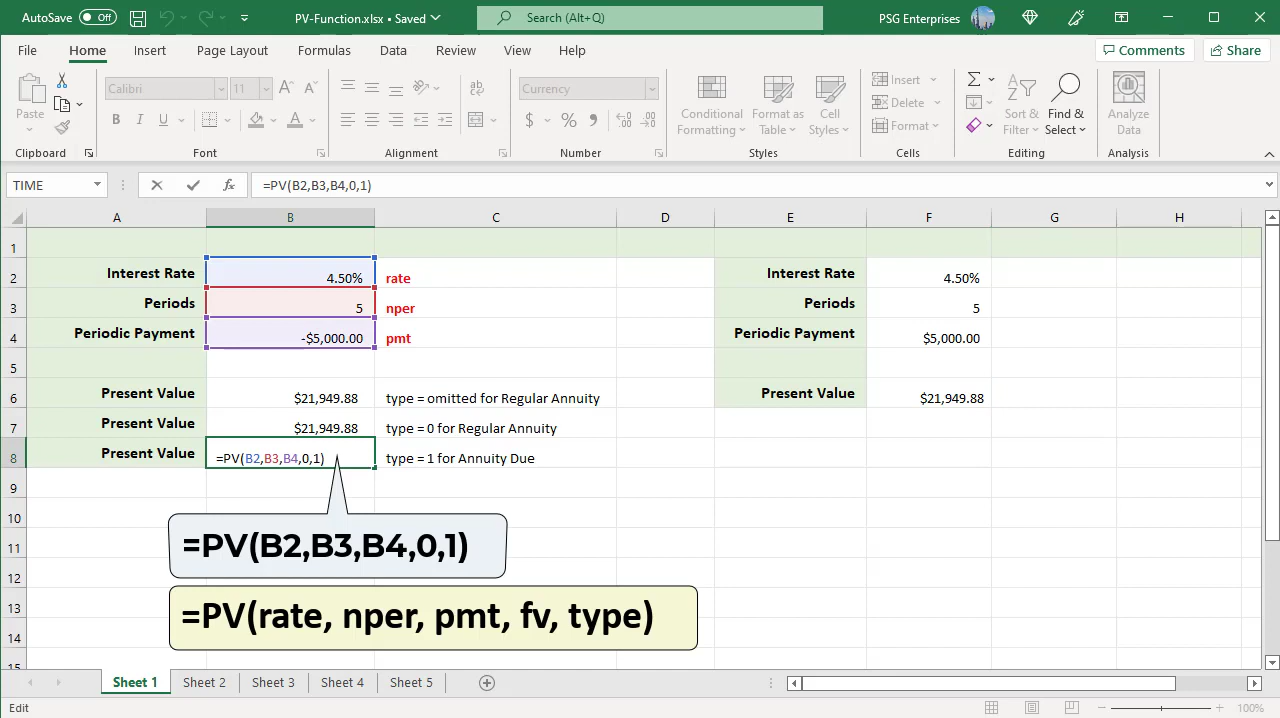 AutoSave Off PV-Function.xlsx • Saved Search (Alt+Q) PSG Enterprises
File Home Insert Page Layout Formulas Data Review View Help Comments Share
Paste
Clipboard
Calibri 11
B I U
Font
Alignment
Currency
$ % 9
Number
Conditional Formatting
Format as Table
Cell Styles
Styles
Insert
Delete
Format
Cells
Sort & Filter
Find & Select
Editing
Analyze Data
Analysis
TIME fx =PV(B2,B3,B4,0,1)
A B C D E F G H
1
2 Interest Rate 4.50% rate Interest Rate 4.50%
3 Periods 5 nper Periods 5
4 Periodic Payment -$5,000.00 pmt Periodic Payment $5,000.00
5
6 Present Value $21,949.88 type = omitted for Regular Annuity Present Value $21,949.88
7 Present Value $21,949.88 type = 0 for Regular Annuity
8 Present Value =PV(B2,B3,B4,0,1) type = 1 for Annuity Due
9
10
11 =PV(B2,B3,B4,0,1)
12
13 =PV(rate, nper, pmt, fv, type)
14
15
Sheet 1 Sheet 2 Sheet 3 Sheet 4 Sheet 5
Edit 100%